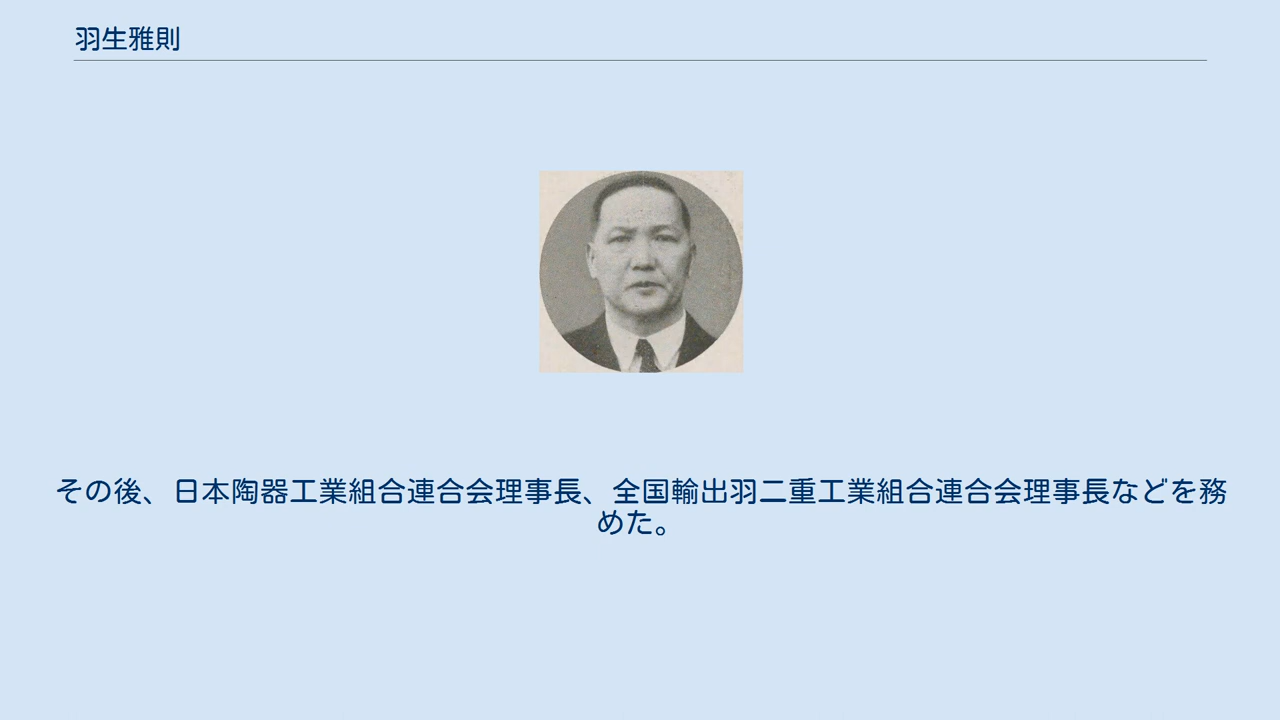 羽生雅則
その後、日本陶器工業組合連合会理事長、全国輸出羽二重工業組合連合会理事長などを務
めた。